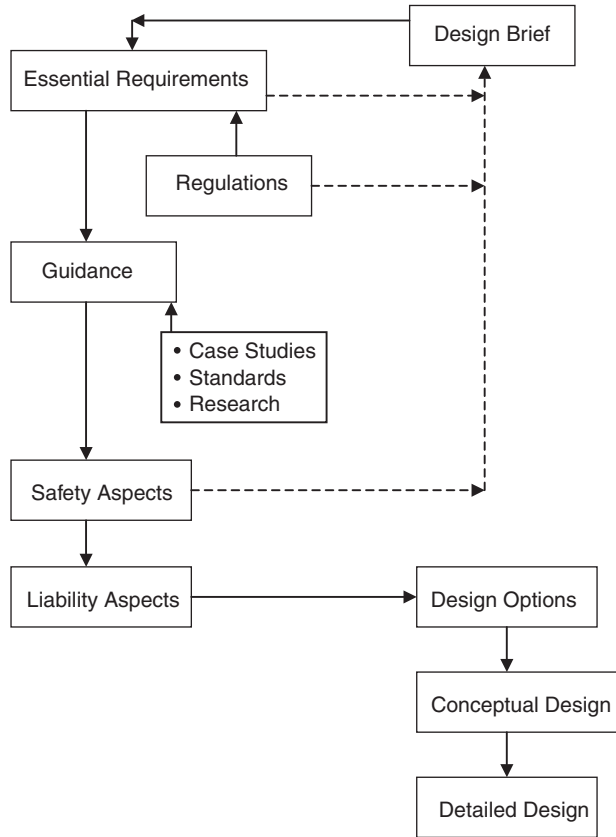 Design Brief
Essential Requirements
Regulations
Guidance
• Case Studies
• Standards
• Research
Safety Aspects
Liability Aspects
Design Options
Conceptual Design
Detailed Design